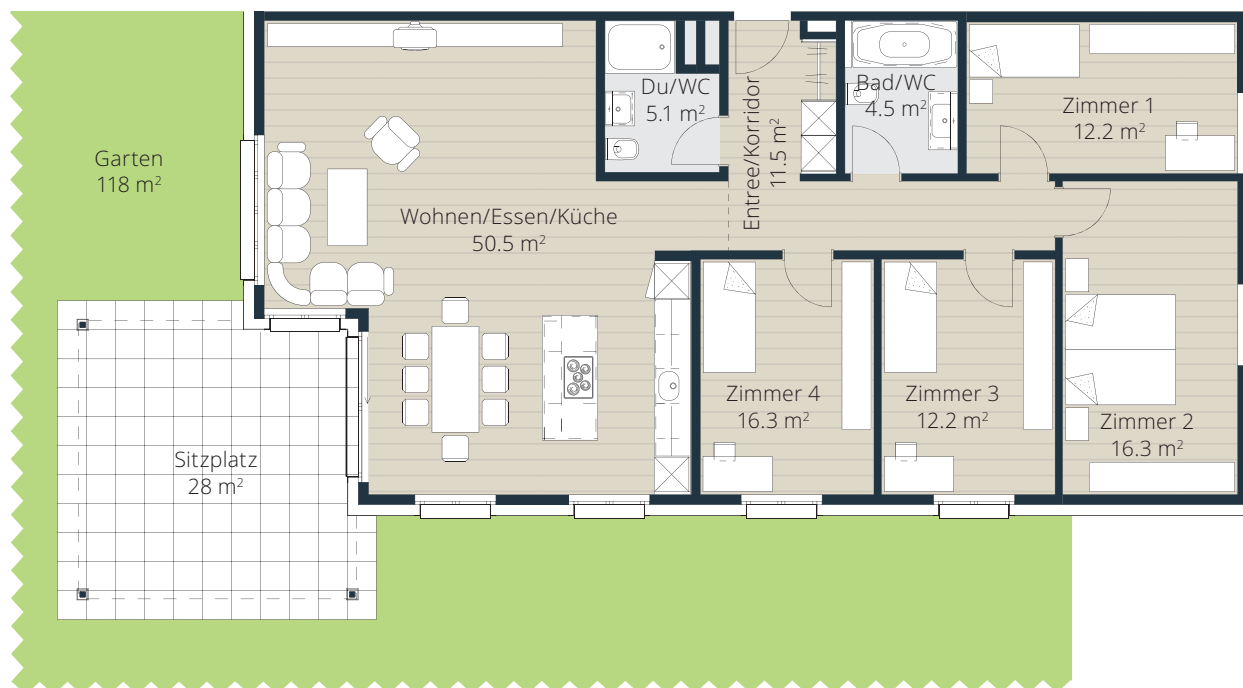 Garten
118 m²
Wohnen/Essen/Küche
50.5 m²
Du/WC
5.1 m²
Entree/Korridor
11.5 m²
Bad/WC
4.5 m²
Zimmer 1
12.2 m²
Zimmer 4
16.3 m²
Zimmer 3
12.2 m²
Zimmer 2
16.3 m²
Sitzplatz
28 m²